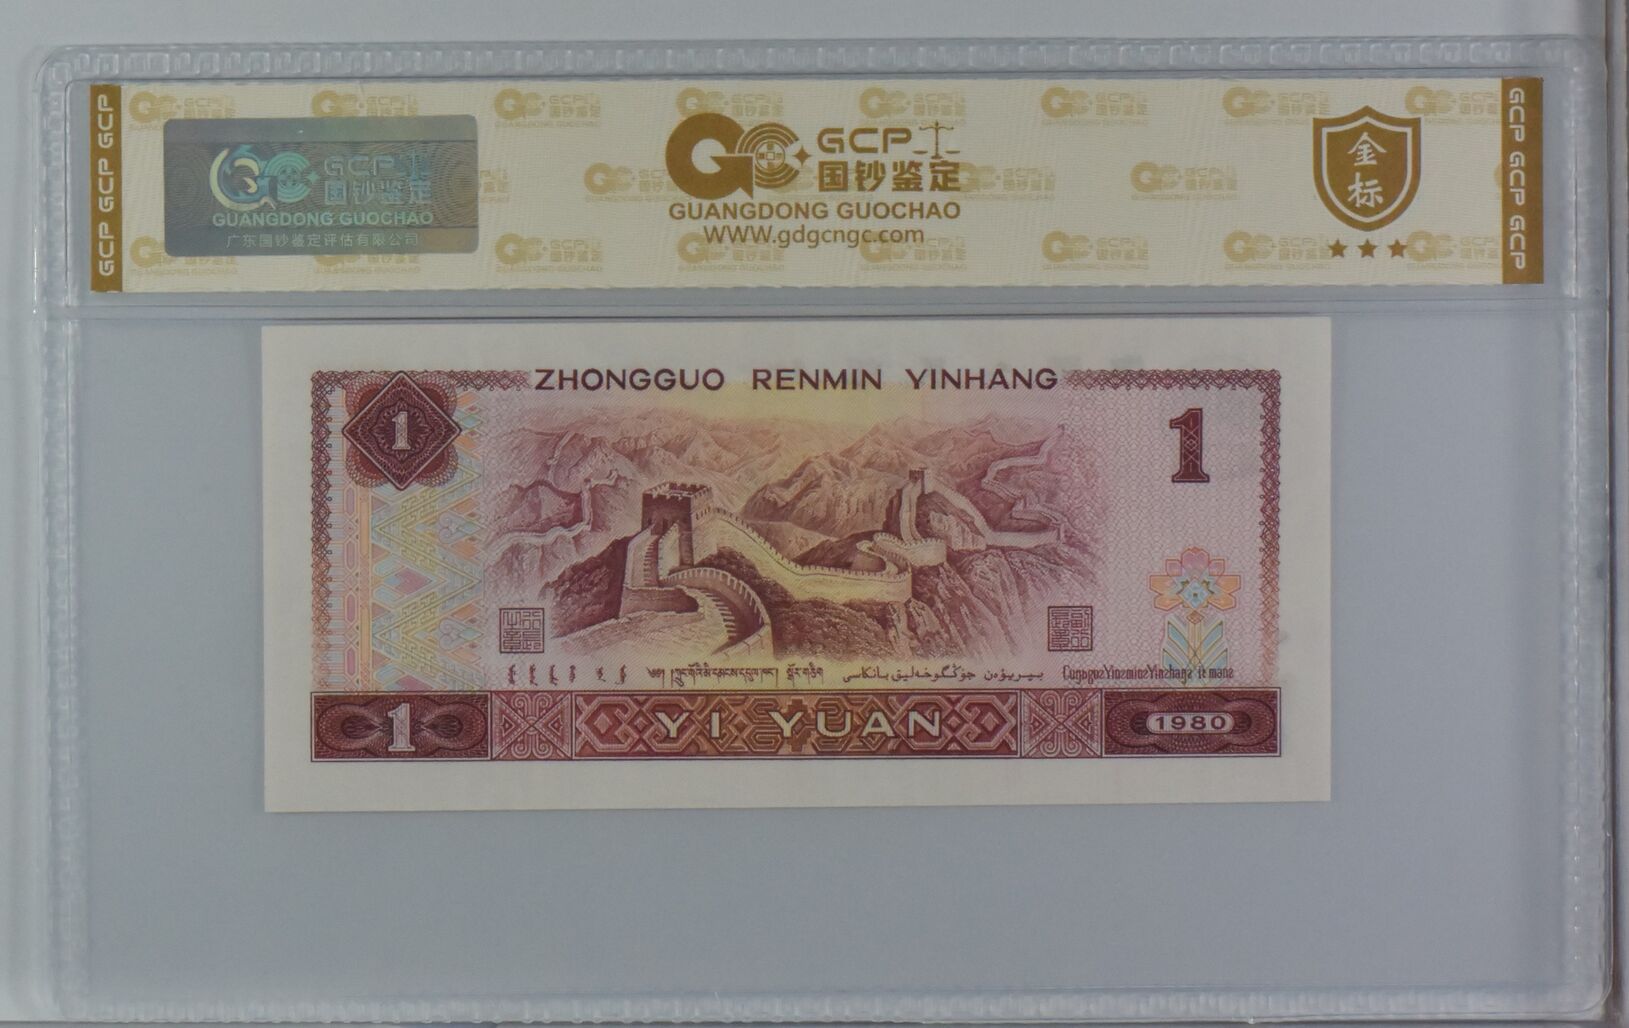 GCP GCP GCP
GCP
国钞鉴定
GUANGDONG GUOCHAO
广东国钞鉴定评估有限公司
GCP
国钞鉴定
GUANGDONG GUOCHAO
WWW.gdgcngc.com
金
标
GCP GCP GCP
ZHONGGUO RENMIN YINHANG
1
1
1
YI YUAN
1980